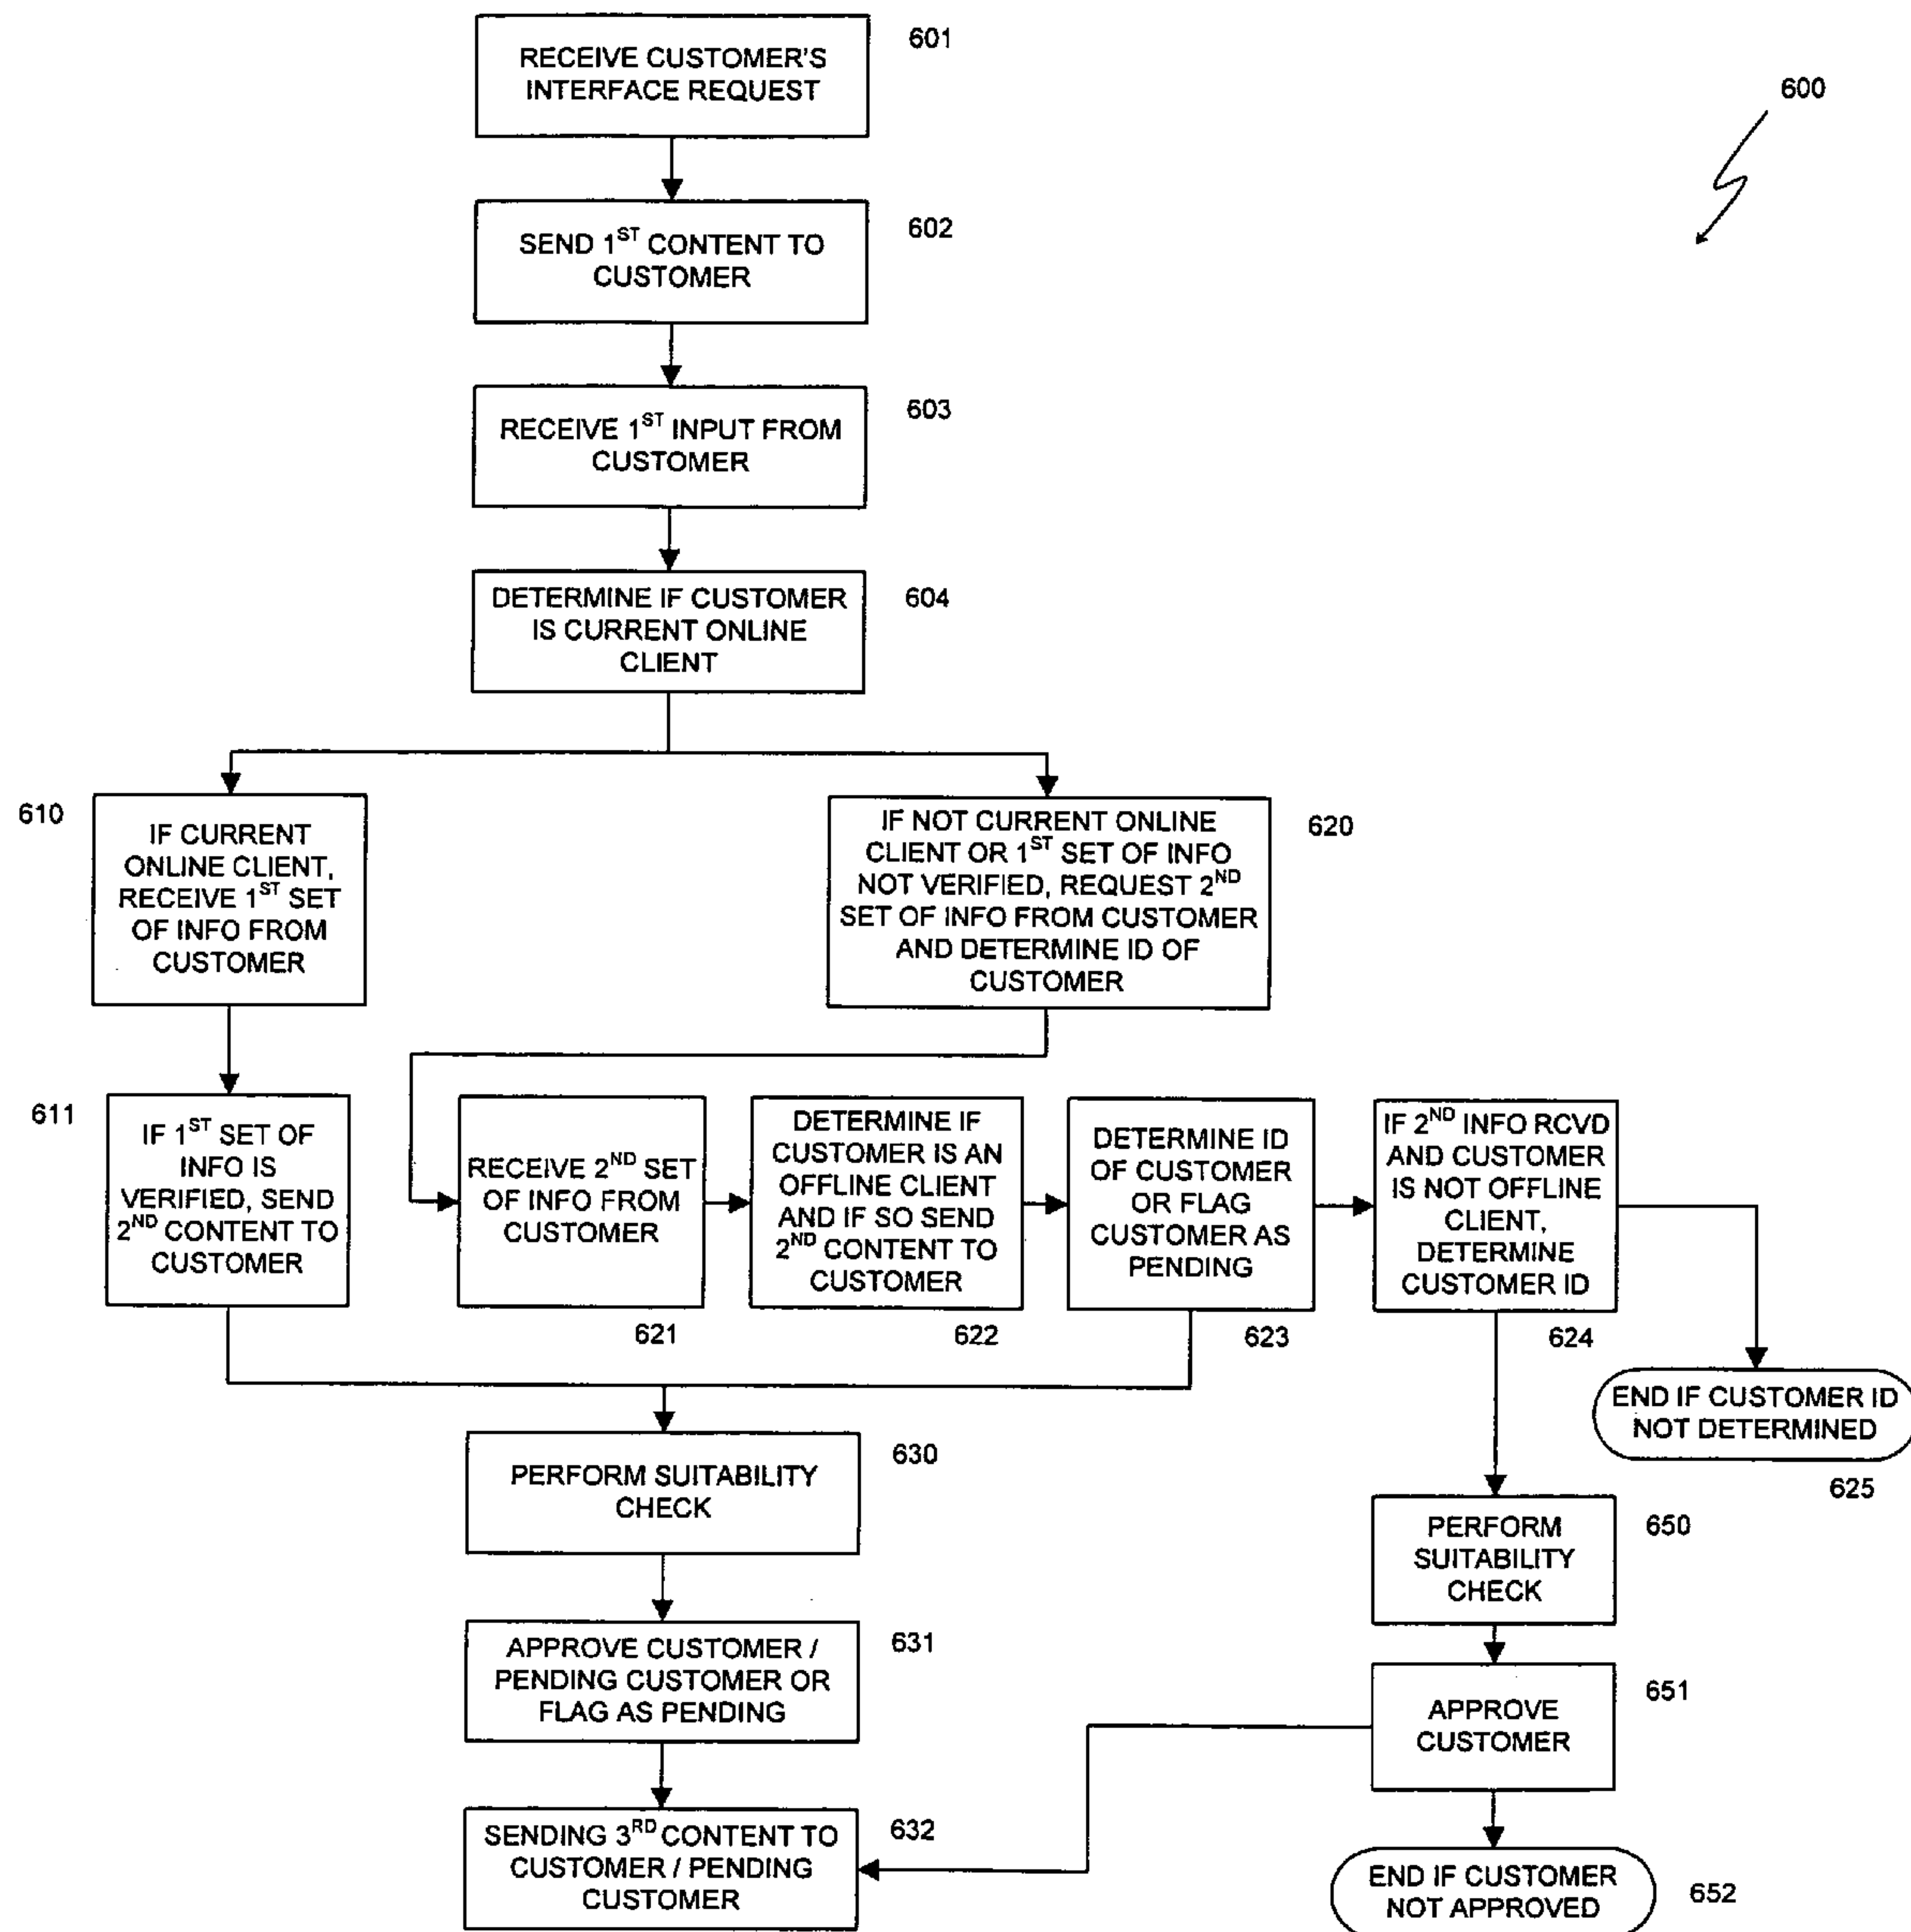 RECEIVE CUSTOMER'S
INTERFACE REQUEST
601
600
SEND 1ST CONTENT TO
CUSTOMER
602
RECEIVE 1ST INPUT FROM
CUSTOMER
603
DETERMINE IF CUSTOMER
IS CURRENT ONLINE
CLIENT
604
610
IF CURRENT
ONLINE CLIENT,
RECEIVE 1ST SET
OF INFO FROM
CUSTOMER
IF NOT CURRENT ONLINE
CLIENT OR 1ST SET OF INFO
NOT VERIFIED, REQUEST 2ND
SET OF INFO FROM CUSTOMER
AND DETERMINE ID OF
CUSTOMER
620
611
IF 1ST SET OF
INFO IS
VERIFIED, SEND
2ND CONTENT TO
CUSTOMER
RECEIVE 2ND SET
OF INFO FROM
CUSTOMER
621
DETERMINE IF
CUSTOMER IS AN
OFFLINE CLIENT
AND IF SO SEND
2ND CONTENT TO
CUSTOMER
622
DETERMINE ID
OF CUSTOMER
OR FLAG
CUSTOMER AS
PENDING
623
IF 2ND INFO RCVD
AND CUSTOMER
IS NOT OFFLINE
CLIENT,
DETERMINE
CUSTOMER ID
624
END IF CUSTOMER ID
NOT DETERMINED
625
PERFORM SUITABILITY
CHECK
630
PERFORM
SUITABILITY
CHECK
650
APPROVE CUSTOMER /
PENDING CUSTOMER OR
FLAG AS PENDING
631
APPROVE
CUSTOMER
651
SENDING 3RD CONTENT TO
CUSTOMER / PENDING
CUSTOMER
632
END IF CUSTOMER
NOT APPROVED
652